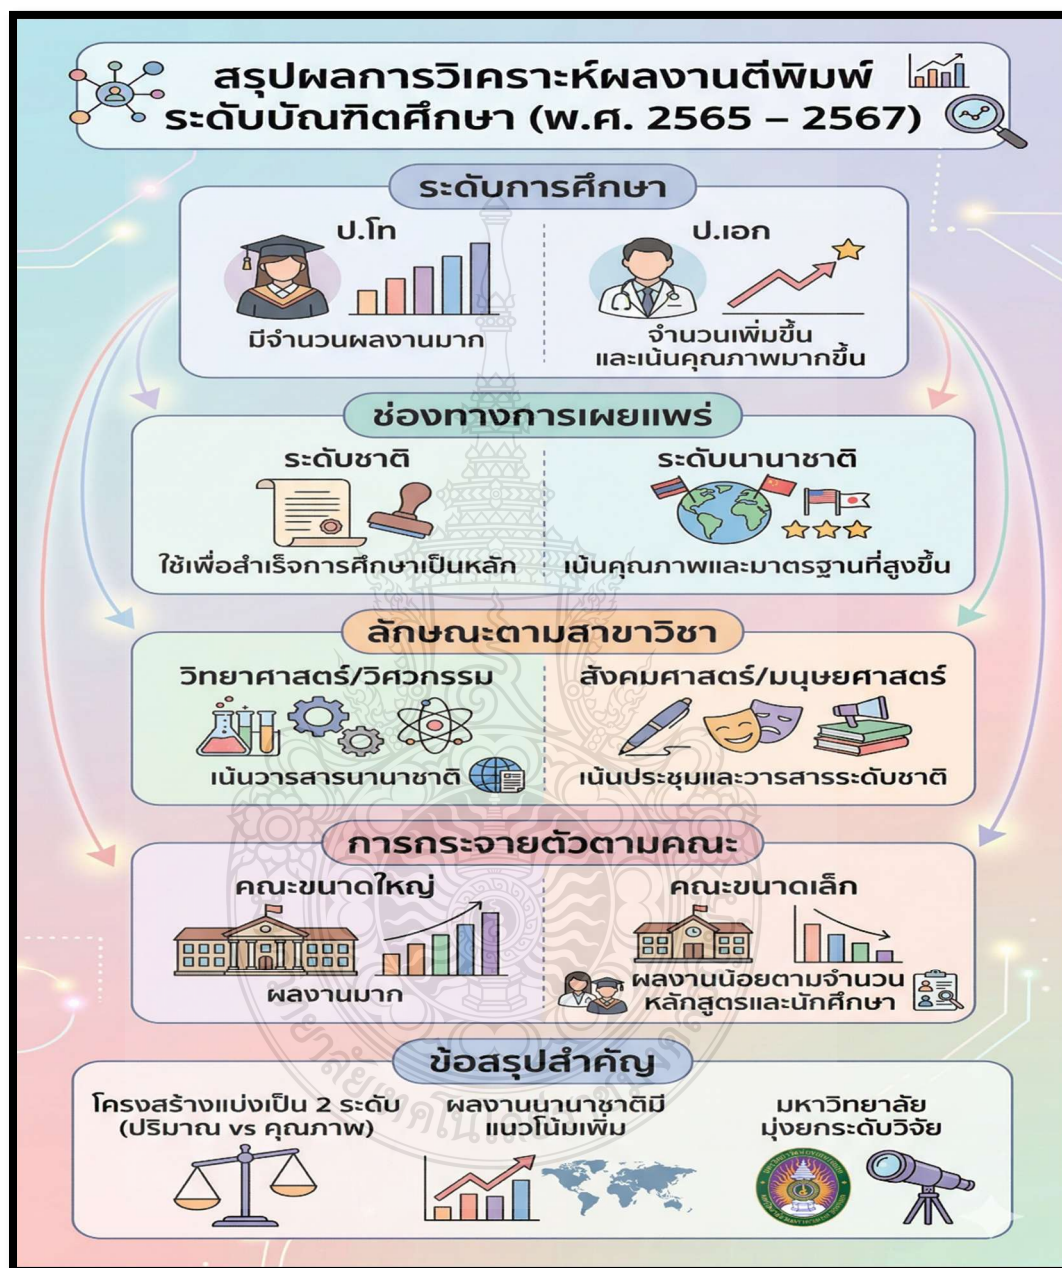 สรุปผลการวิเคราะห์ผลงานตีพิมพ์
ระดับบัณฑิตศึกษา (พ.ศ. 2565 – 2567)
ระดับการศึกษา
ป.โท
มีจำนวนผลงานมาก
ป.เอก
จำนวนเพิ่มขึ้น
และเน้นคุณภาพมากขึ้น
ช่องทางการเผยแพร่
ระดับชาติ
ใช้เพื่อสำเร็จการศึกษาเป็นหลัก
ระดับนานาชาติ
เน้นคุณภาพและมาตรฐานที่สูงขึ้น
ลักษณะตามสาขาวิชา
วิทยาศาสตร์/วิศวกรรม
เน้นวารสารนานาชาติ
สังคมศาสตร์/มนุษยศาสตร์
เน้นประชุมและวารสารระดับชาติ
การกระจายตัวตามคณะ
คณะขนาดใหญ่
ผลงานมาก
คณะขนาดเล็ก
ผลงานน้อยตามจำนวน
หลักสูตรและนักศึกษา
ข้อสรุปสำคัญ
โครงสร้างแบ่งเป็น 2 ระดับ
(ปริมาณ vs คุณภาพ)
ผลงานนานาชาติมี
แนวโน้มเพิ่ม
มหาวิทยาลัย
มุ่งยกระดับวิจัย